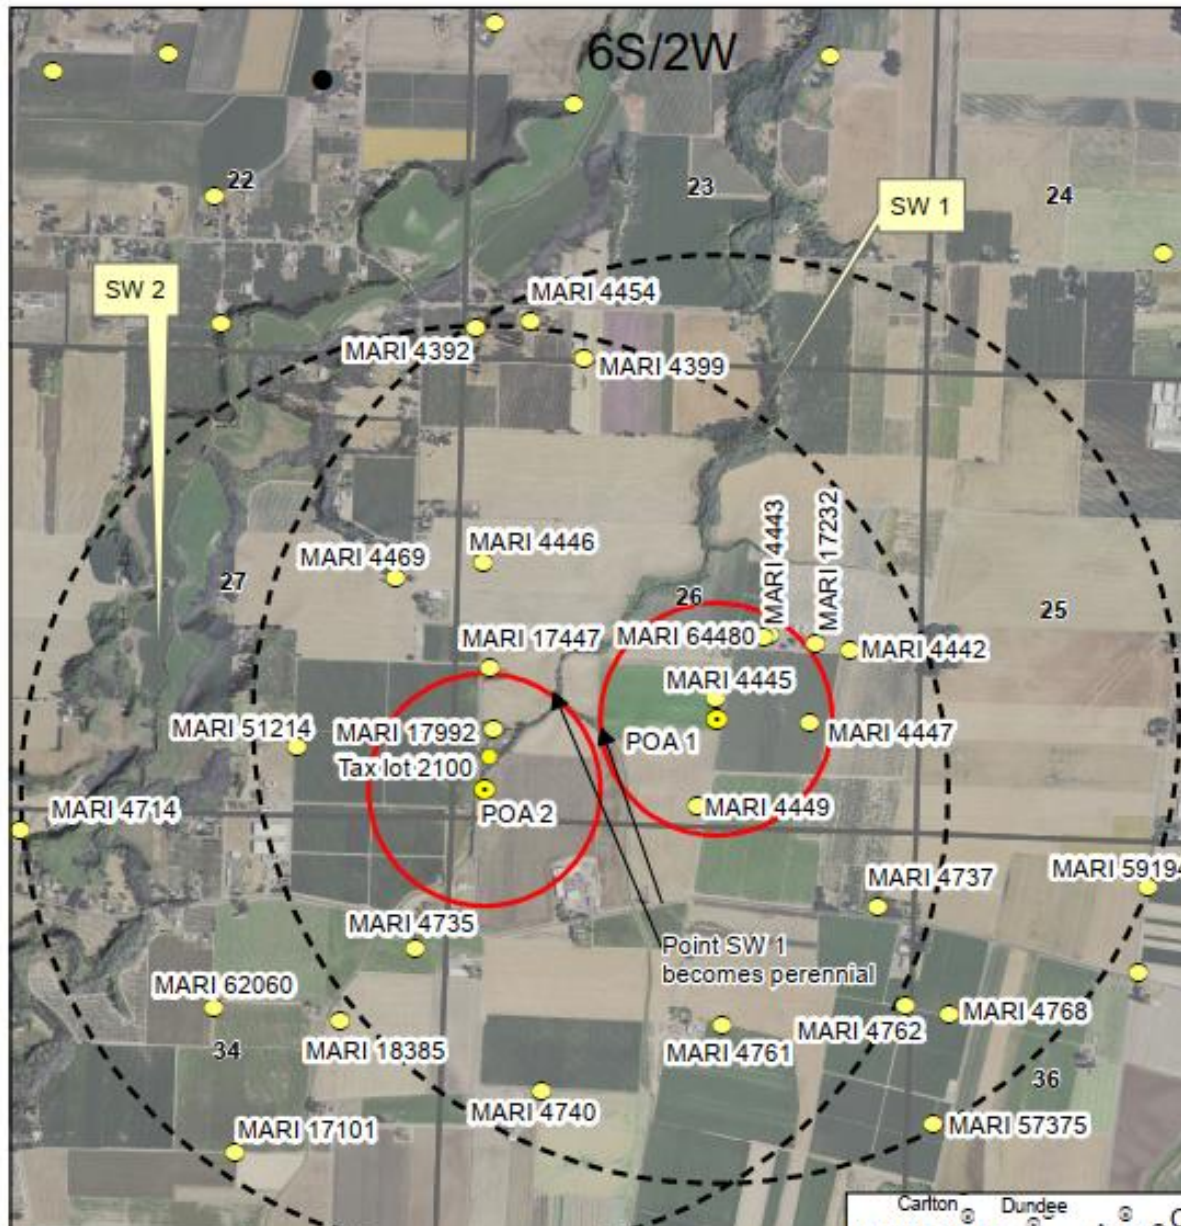 6S/2W
22
23
24
SW 1
SW 2
MARI 4454
MARI 4392
MARI 4399
MARI 4443
MARI 17232
MARI 4446
MARI 4469
27
26
25
MARI 64480
MARI 4442
MARI 17447
MARI 4445
MARI 17992
MARI 51214
POA 1
MARI 4447
Tax lot 2100
POA 2
MARI 4449
MARI 4714
MARI 4737
MARI 59194
MARI 4735
Point SW 1
becomes perennial
MARI 62060
MARI 4768
MARI 4762
MARI 18385
34
MARI 4761
36
MARI 4740
MARI 57375
MARI 17101
Carlton
Dundee